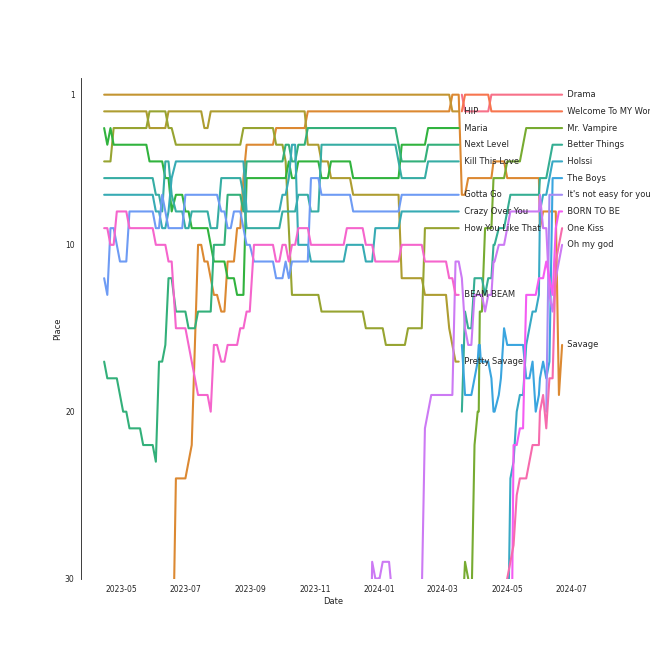 1
10
20
30
Place
2023-05
2023-07
2023-09
2023-11
2024-01
2024-03
2024-05
2024-07
Date
HIP
Maria
Next Level
Kill This Love
Gotta Go
Crazy Over You
How You Like That
BEAM BEAM
Pretty Savage
Drama
Welcome To MY Wor
Mr. Vampire
Better Things
Holssi
The Boys
It's not easy for you
BORN TO BE
One Kiss
Oh my god
Savage